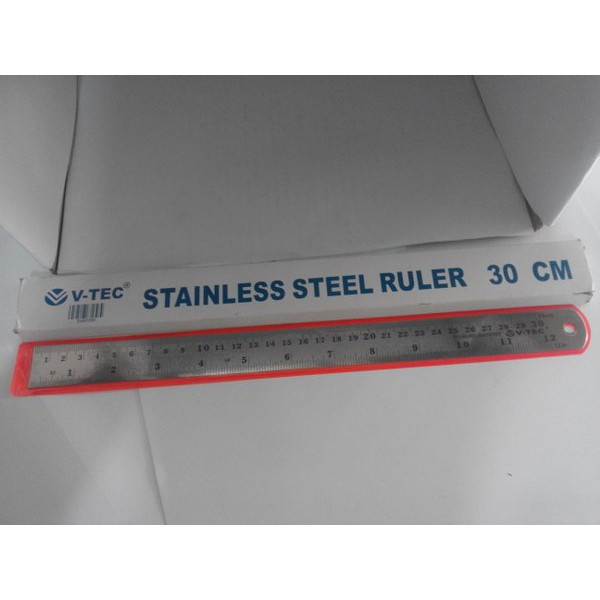 V-TEC® STAINLESS STEEL RULER 30 CM
1 2 3 4 5 6 7 8 9 10 11 12 13 14 15 16 17 18 19 20 21 22 23 24 25 26 27 28 29 30
V-TEC
1 2 3 4 5 6 7 8 9 10 11 12